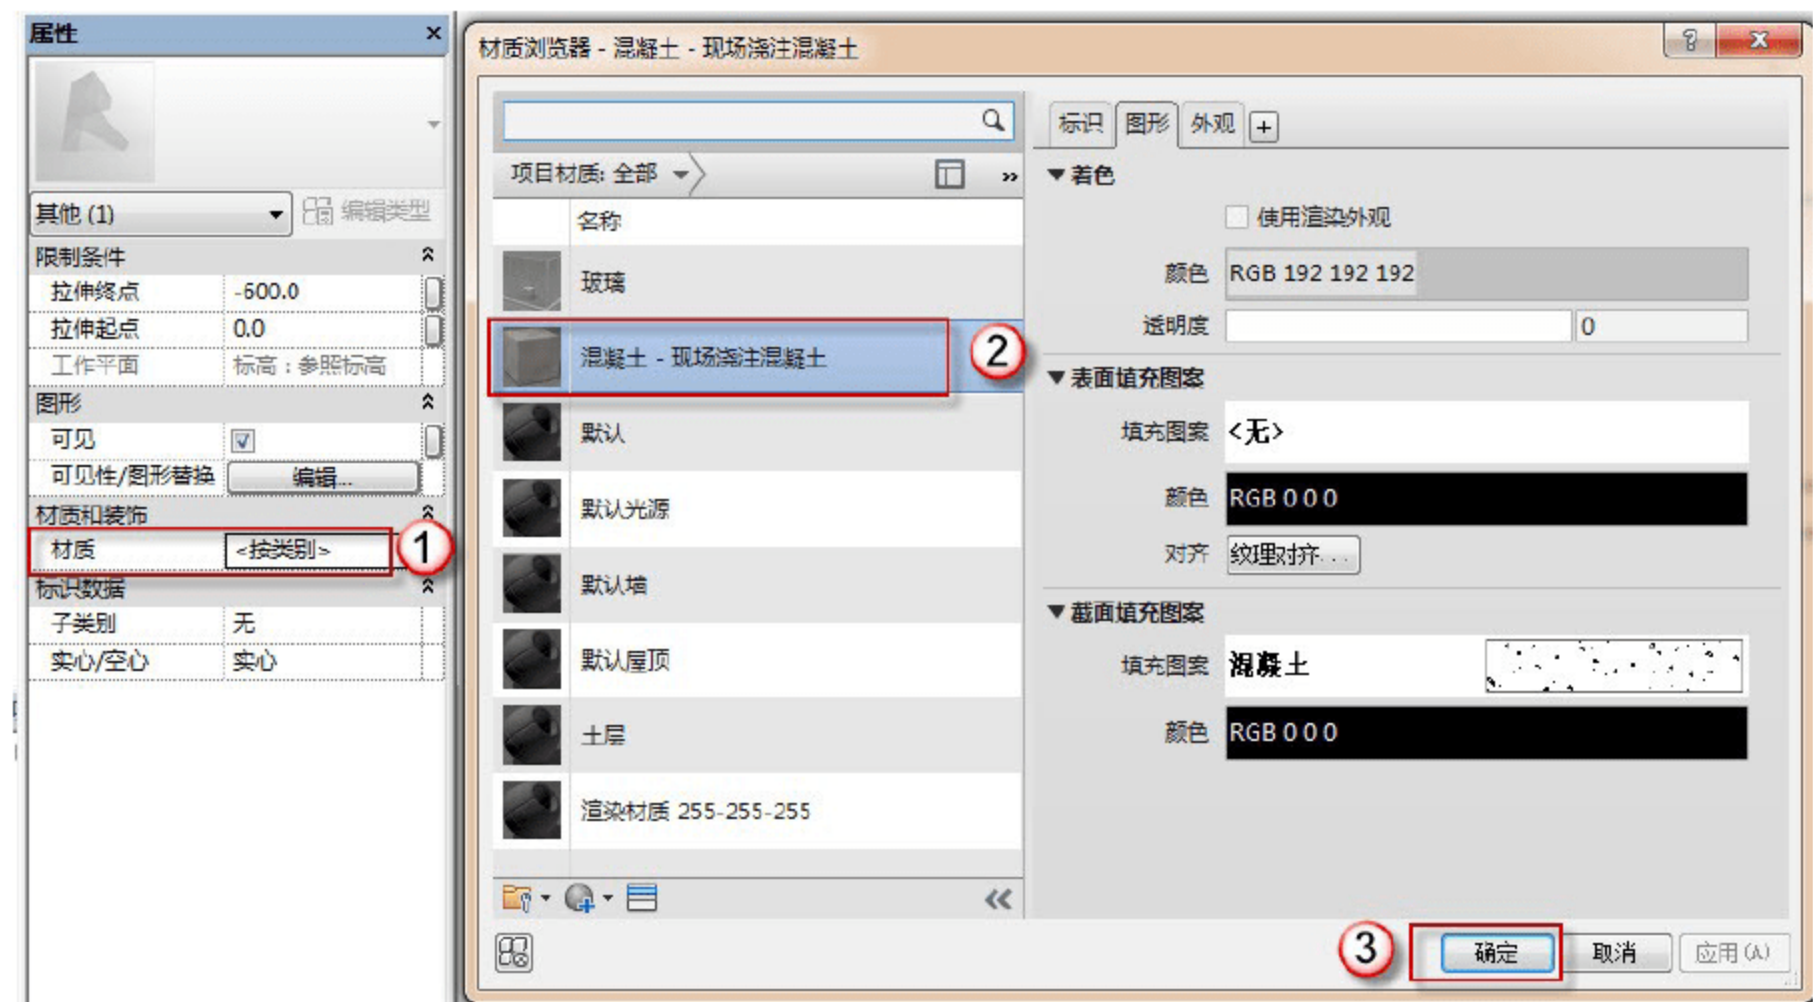 属性
其他 (1)
编辑类型
限制条件
拉伸终点 -600.0
拉伸起点 0.0
工作平面 标高：参照标高
图形
可见
可见性/图形替换 编辑...
材质和装饰
材质 <按类别>
1
标识数据
子类别 无
实心/空心 实心
材质浏览器 - 混凝土 - 现场浇注混凝土
?
项目材质: 全部
»
名称
玻璃
混凝土 - 现场浇注混凝土
2
默认
默认光源
默认墙
默认屋顶
土层
渲染材质 255-255-255
标识 图形 外观 +
▼着色
使用渲染外观
颜色 RGB 192 192 192
透明度 0
▼表面填充图案
填充图案 <无>
颜色 RGB 0 0 0
对齐 纹理对齐...
▼截面填充图案
填充图案 混凝土
颜色 RGB 0 0 0
3
确定 取消 应用(A)